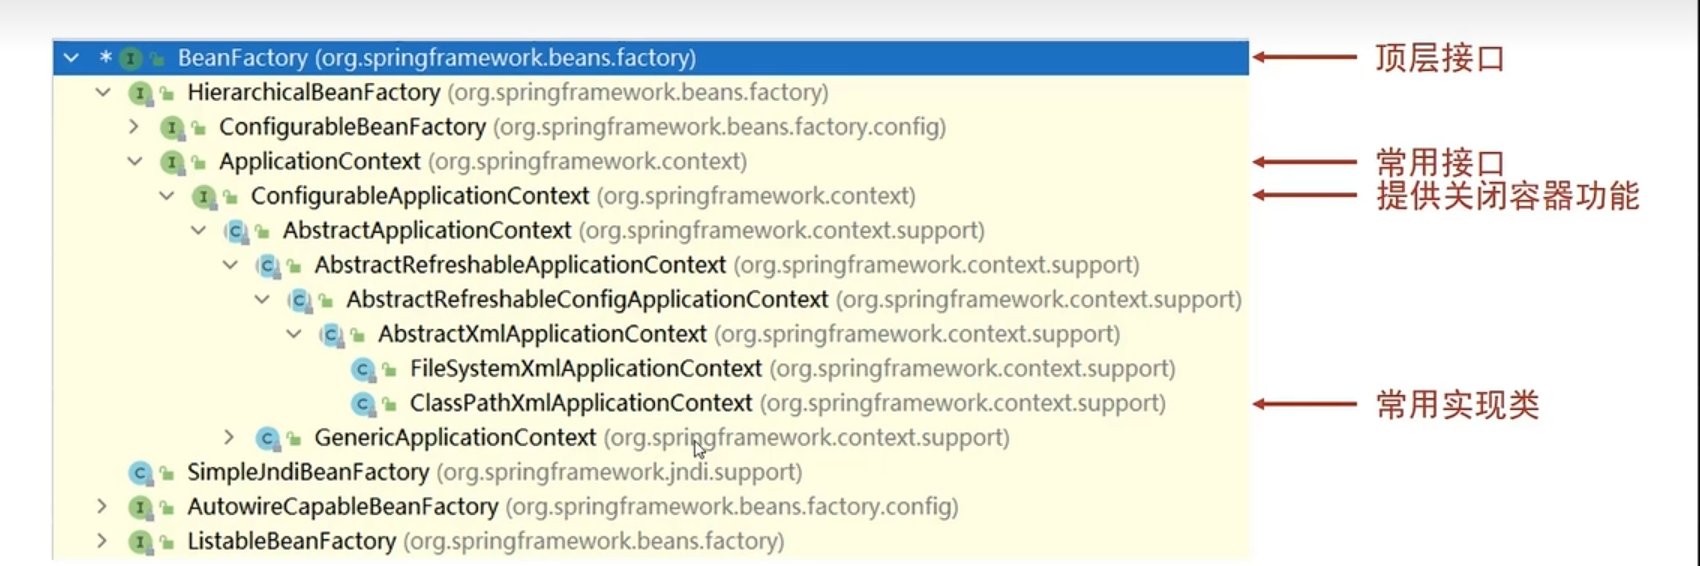 * BeanFactory (org.springframework.beans.factory) 顶层接口
HierarchicalBeanFactory (org.springframework.beans.factory)
ConfigurableBeanFactory (org.springframework.beans.factory.config)
ApplicationContext (org.springframework.context) 常用接口
ConfigurableApplicationContext (org.springframework.context) 提供关闭容器功能
AbstractApplicationContext (org.springframework.context.support)
AbstractRefreshableApplicationContext (org.springframework.context.support)
AbstractRefreshableConfigApplicationContext (org.springframework.context.support)
AbstractXmlApplicationContext (org.springframework.context.support)
FileSystemXmlApplicationContext (org.springframework.context.support)
ClassPathXmlApplicationContext (org.springframework.context.support) 常用实现类
GenericApplicationContext (org.springframework.context.support)
SimpleJndiBeanFactory (org.springframework.jndi.support)
AutowireCapableBeanFactory (org.springframework.beans.factory.config)
ListableBeanFactory (org.springframework.beans.factory)